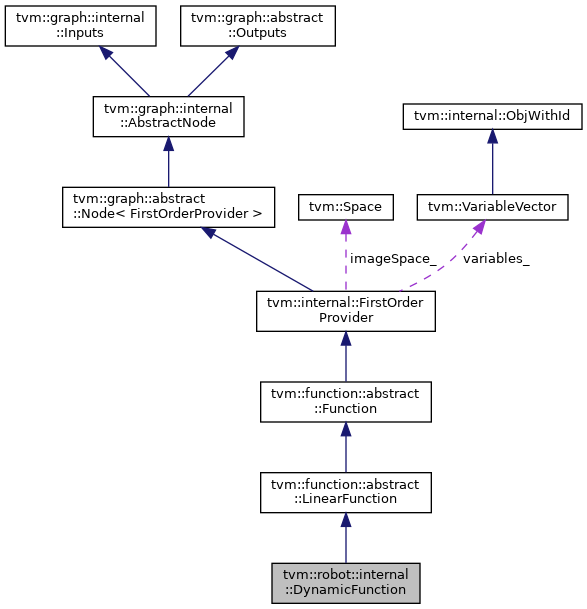 tvm::graph::internal
::Inputs
tvm::graph::abstract
::Outputs
tvm::graph::internal
::AbstractNode
tvm::internal::ObjWithId
tvm::graph::abstract
::Node< FirstOrderProvider >
tvm::Space
tvm::VariableVector
imageSpace_
variables_
tvm::internal::FirstOrder
Provider
tvm::function::abstract
::Function
tvm::function::abstract
::LinearFunction
tvm::robot::internal
::DynamicFunction